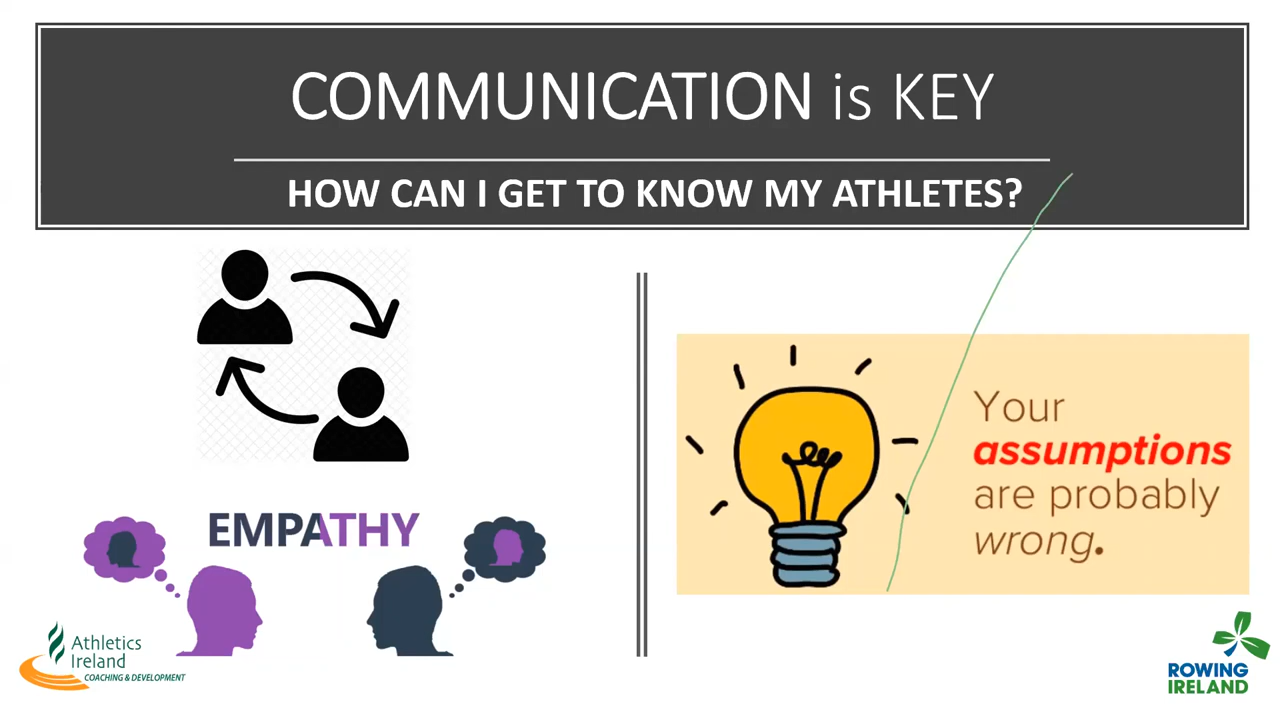 COMMUNICATION is KEY
HOW CAN I GET TO KNOW MY ATHLETES?
EMPATHY
Your
assumptions
are probably
wrong.
Athletics
Ireland
COACHING & DEVELOPMENT
ROWING
IRELAND